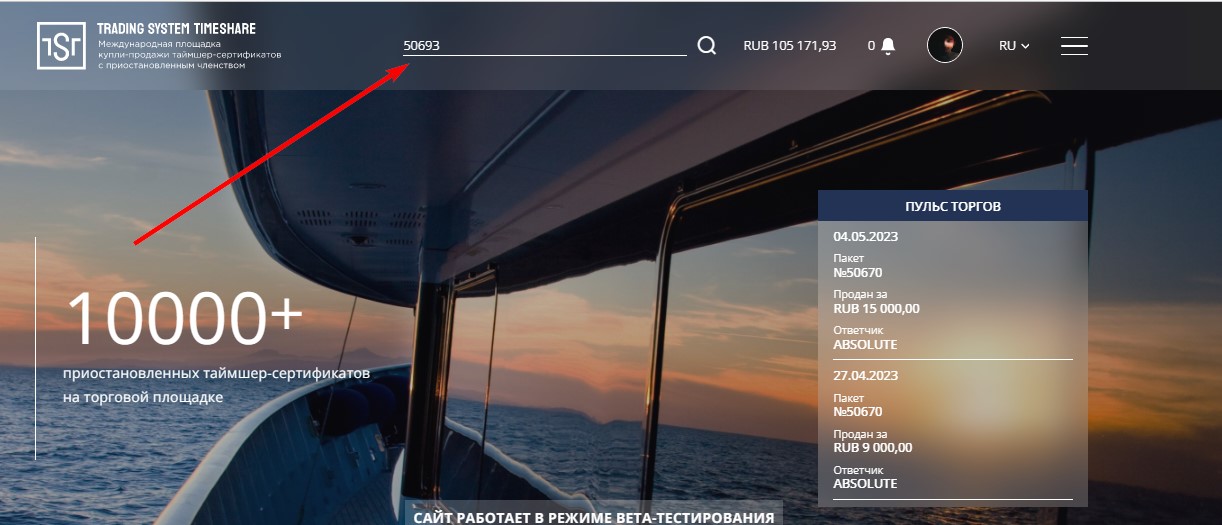 TST
TRADING SYSTEM TIMESHARE
Международная площадка
купли-продажи таймшер-сертификатов
с приостановленным членством
50693
RUB 105 171,93
0
RU
10000+
приостановленных таймшер-сертификатов
на торговой площадке
ПУЛЬС ТОРГОВ
04.05.2023
Пакет
№50670
Продан за
RUB 15 000,00
Ответчик
ABSOLUTE
27.04.2023
Пакет
№50670
Продан за
RUB 9 000,00
Ответчик
ABSOLUTE
САЙТ РАБОТАЕТ В РЕЖИМЕ BETA-ТЕСТИРОВАНИЯ